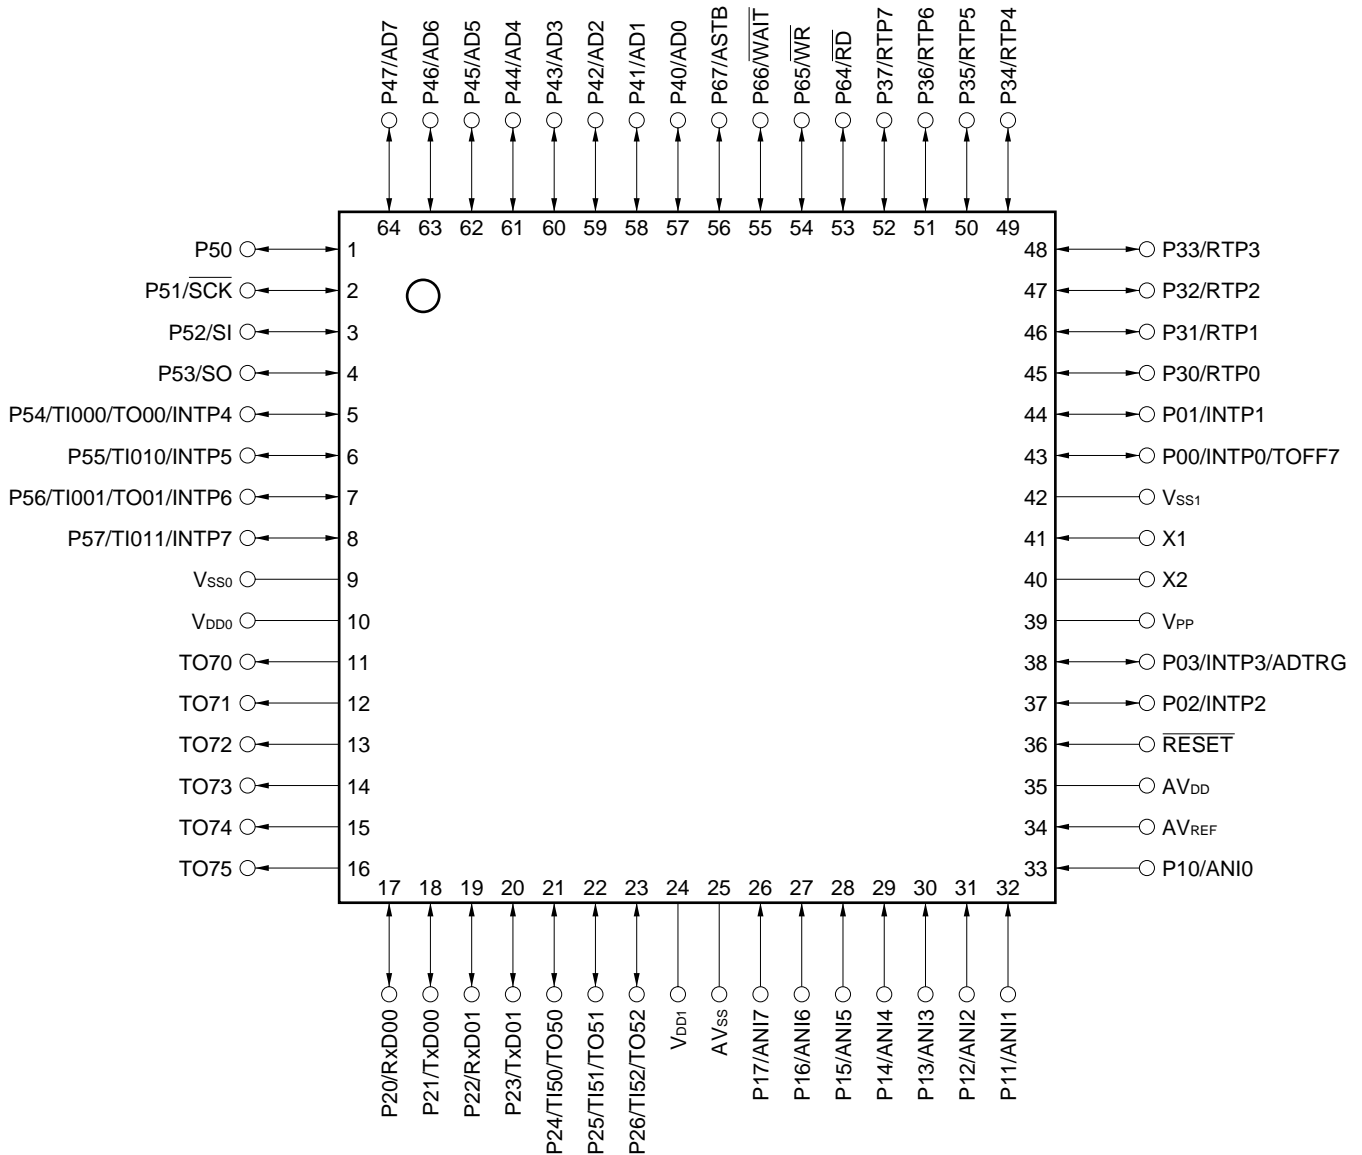 P47/AD7
P46/AD6
P45/AD5
P44/AD4
P43/AD3
P42/AD2
P41/AD1
P40/AD0
P67/ASTB
P66/WAIT
P65/WR
P64/RD
P37/RTP7
P36/RTP6
P35/RTP5
P34/RTP4
64 63 62 61 60 59 58 57 56 55 54 53 52 51 50 49
P50 1 48 P33/RTP3
P51/SCK 2 47 P32/RTP2
P52/SI 3 46 P31/RTP1
P53/SO 4 45 P30/RTP0
P54/TI000/TO00/INTP4 5 44 P01/INTP1
P55/TI010/INTP5 6 43 P00/INTP0/TOFF7
P56/TI001/TO01/INTP6 7 42 VSS1
P57/TI011/INTP7 8 41 X1
VSS0 9 40 X2
VDD0 10 39 VPP
TO70 11 38 P03/INTP3/ADTRG
TO71 12 37 P02/INTP2
TO72 13 36 RESET
TO73 14 35 AVDD
TO74 15 34 AVREF
TO75 16 33 P10/ANI0
17 18 19 20 21 22 23 24 25 26 27 28 29 30 31 32
P20/RxD00
P21/TxD00
P22/RxD01
P23/TxD01
P24/TI50/TO50
P25/TI51/TO51
P26/TI52/TO52
VDD1
AVSS
P17/ANI7
P16/ANI6
P15/ANI5
P14/ANI4
P13/ANI3
P12/ANI2
P11/ANI1